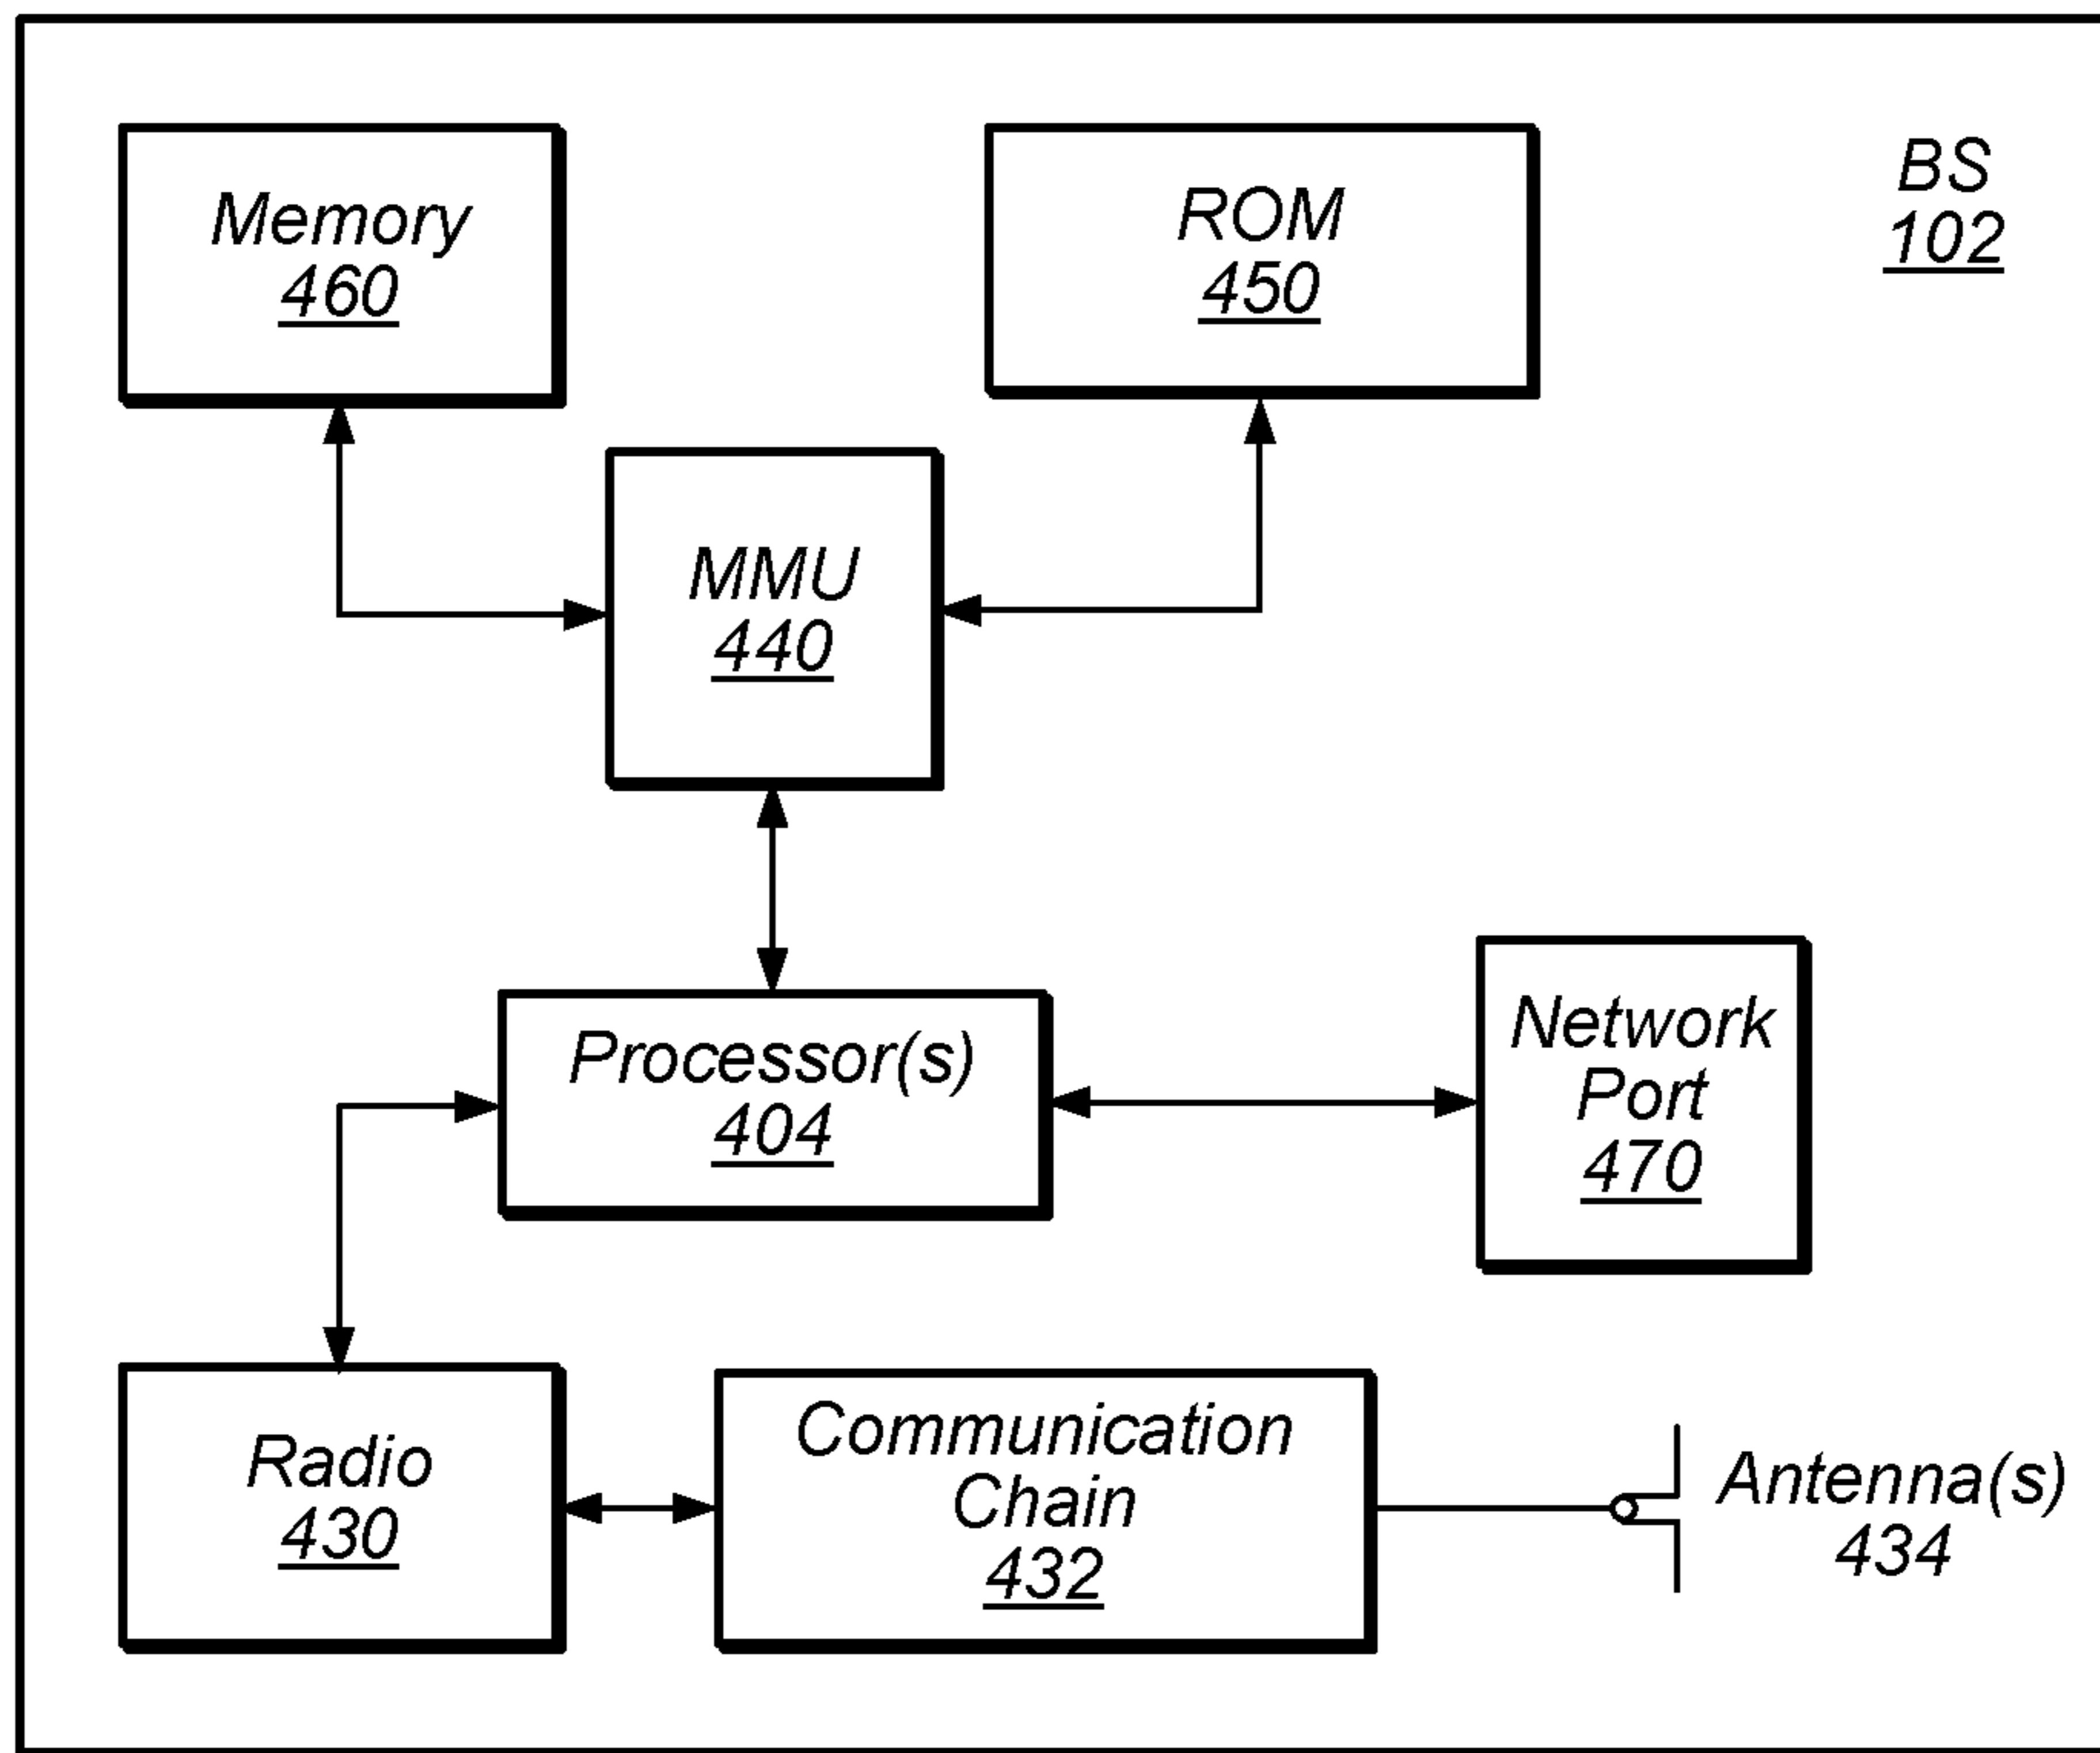 Memory
460
ROM
450
BS
102
MMU
440
Processor(s)
404
Network
Port
470
Radio
430
Communication
Chain
432
Antenna(s)
434